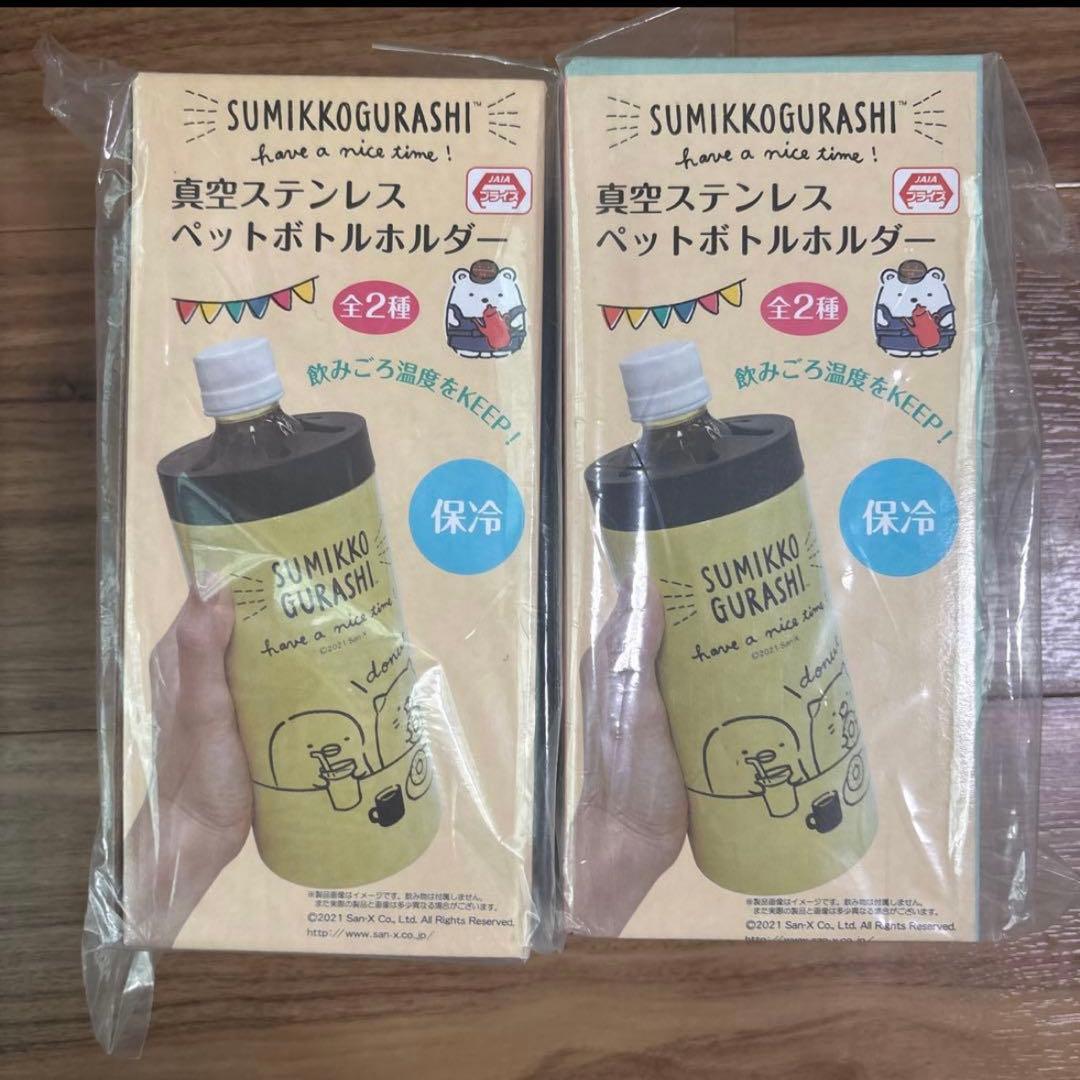 SUMIKKOGURASHI™
have a nice time!
真空ステンレス
ペットボトルホルダー
JAIA
プライズ
全2種
飲みごろ温度をKEEP!
保冷
SUMIKKO
GURASHI™
have a nice time!
©2021 San-X
donut
※製品画像はイメージです。飲み物は付属しません。
また実際の製品と画像は多少異なる場合がございます。
©2021 San-X Co., Ltd. All Rights Reserved.
http://www.san-x.co.jp/
SUMIKKOGURASHI™
have a nice time!
真空ステンレス
ペットボトルホルダー
JAIA
プライズ
全2種
飲みごろ温度をKEEP!
保冷
SUMIKKO
GURASHI™
have a nice time!
©2021 San-X
donut
※製品画像はイメージです。飲み物は付属しません。
また実際の製品と画像は多少異なる場合がございます。
©2021 San-X Co., Ltd. All Rights Reserved.
http://www.san-x.co.jp/